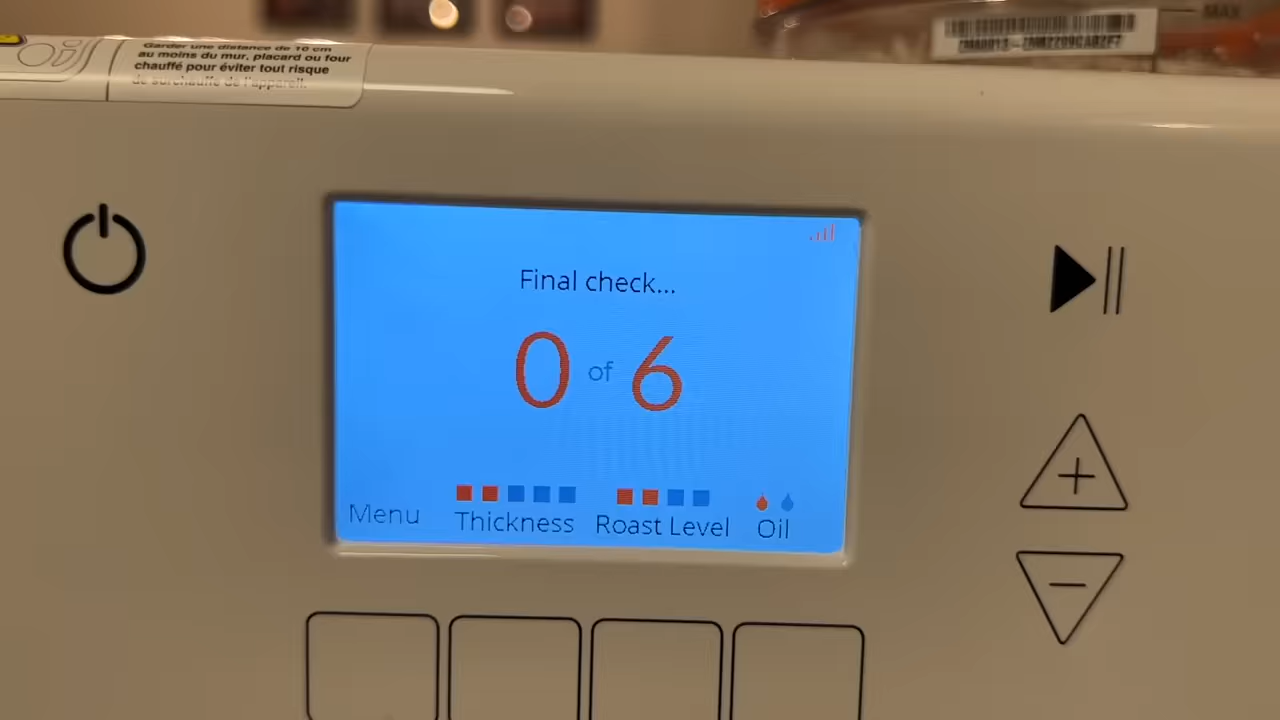 Garder une distance de 10 cm
au moins du mur, placard ou four
chauffé pour éviter tout risque
de surchauffe de l'appareil.
MAX
Final check...
0 of 6
Menu
Thickness
Roast Level
Oil